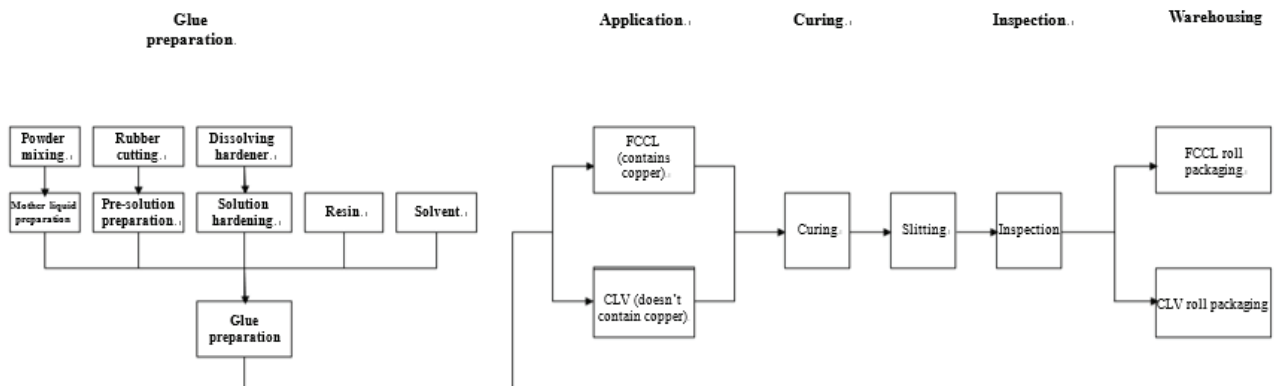 Glue
preparation.
Application.
Curing.
Inspection.
Warehousing
Powder
mixing.
Rubber
cutting.
Dissolving
hardener.
Mother liquid
preparation
Pre-solution
preparation.
Solution
hardening.
Resin.
Solvent.
Glue
preparation
FCCL
(contains
copper).
CLV (doesn't
contain copper)
Curing.
Slitting.
Inspection
FCCL roll
packaging.
CLV roll packaging